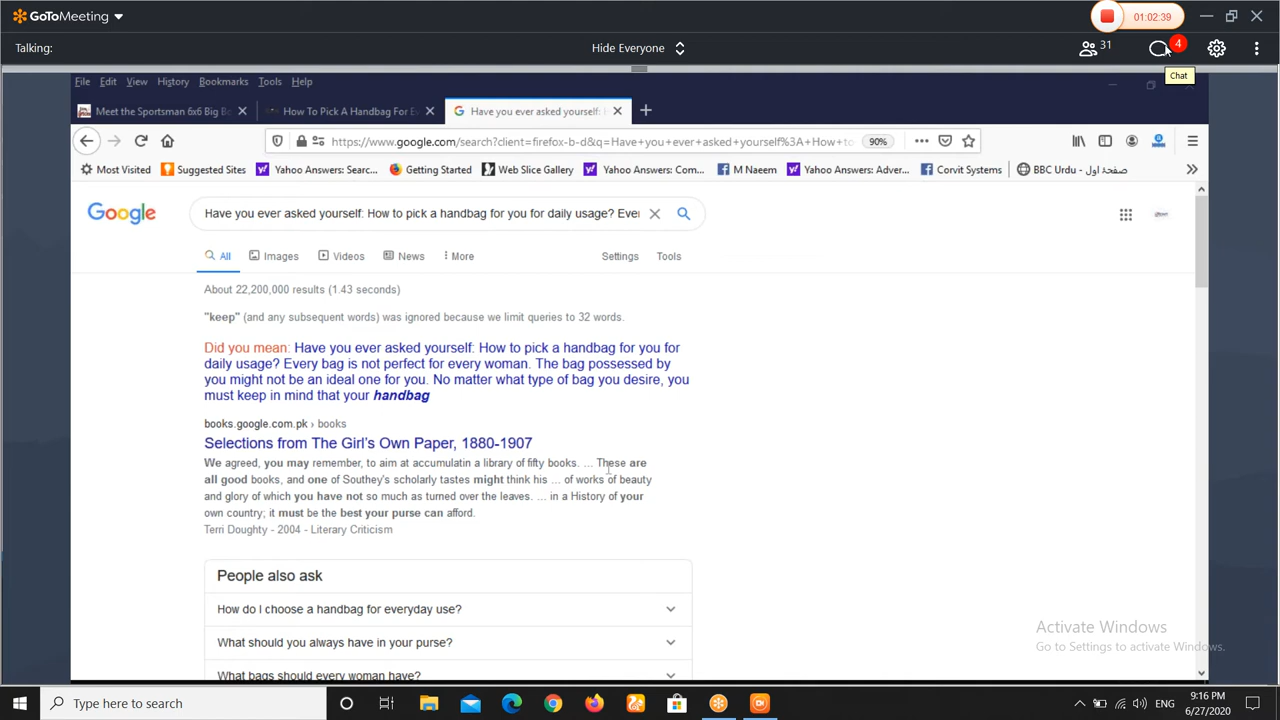 GoToMeeting
01:02:39
Talking:
Hide Everyone
31
4
Chat
File Edit View History Bookmarks Tools Help
Meet the Sportsman 6x6 Big Bo
How To Pick A Handbag For Ev
Have you ever asked yourself:
https://www.google.com/search?client=firefox-b-d&q=Have+you+ever+asked+yourself%3A+How+to
90%
Most Visited
Suggested Sites
Yahoo Answers: Searc...
Getting Started
Web Slice Gallery
Yahoo Answers: Com...
M Naeem
Yahoo Answers: Adver...
Corvit Systems
BBC Urdu - صفحۂ اول
Google
Have you ever asked yourself: How to pick a handbag for you for daily usage? Ever
All Images Videos News More Settings Tools
About 22,200,000 results (1.43 seconds)
"keep" (and any subsequent words) was ignored because we limit queries to 32 words.
Did you mean: Have you ever asked yourself: How to pick a handbag for you for
daily usage? Every bag is not perfect for every woman. The bag possessed by
you might not be an ideal one for you. No matter what type of bag you desire, you
must keep in mind that your handbag
books.google.com.pk › books
Selections from The Girl's Own Paper, 1880-1907
We agreed, you may remember, to aim at accumulatin a library of fifty books. ... These are
all good books, and one of Southey's scholarly tastes might think his ... of works of beauty
and glory of which you have not so much as turned over the leaves. ... in a History of your
own country; it must be the best your purse can afford.
Terri Doughty - 2004 - Literary Criticism
People also ask
How do I choose a handbag for everyday use?
What should you always have in your purse?
What bags should every woman have?
Activate Windows
Go to Settings to activate Windows.
Type here to search
ENG
9:16 PM
6/27/2020